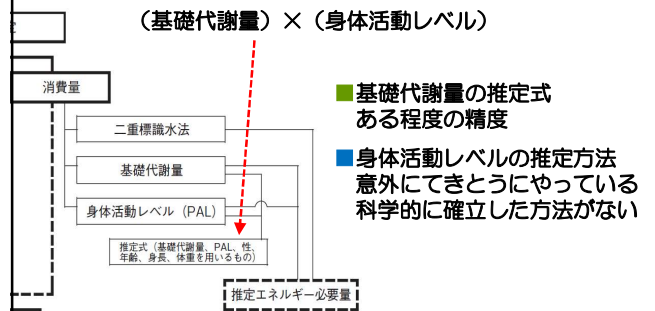 （基礎代謝量）×（身体活動レベル）
消費量
二重標識水法
基礎代謝量
身体活動レベル（PAL）
推定式（基礎代謝量、PAL、性、
年齢、身長、体重を用いるもの）
推定エネルギー必要量
■基礎代謝量の推定式
ある程度の精度
■身体活動レベルの推定方法
意外にてきとうにやっている
科学的に確立した方法がない